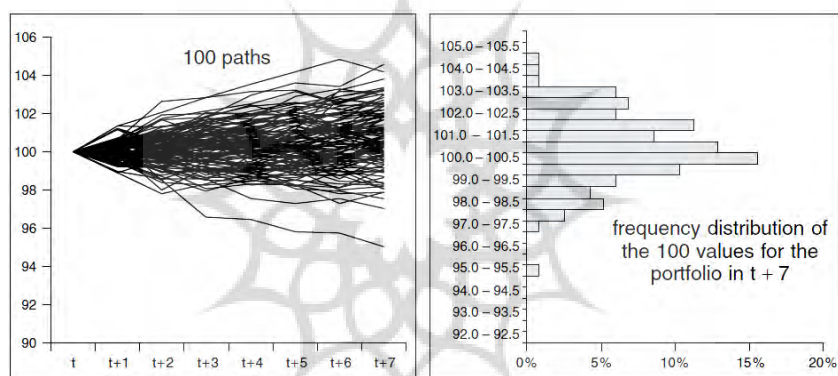 106
104
102
100
98
96
94
92
90
100 paths
t
t+1
t+2
t+3
t+4
t+5
t+6
t+7
105.0 – 105.5
104.0 – 104.5
103.0 – 103.5
102.0 – 102.5
101.0 – 101.5
100.0 – 100.5
99.0 – 99.5
98.0 – 98.5
97.0 – 97.5
96.0 – 96.5
95.0 – 95.5
94.0 – 94.5
93.0 – 93.5
92.0 – 92.5
frequency distribution of
the 100 values for the
portfolio in t + 7
0%
5%
10%
15%
20%